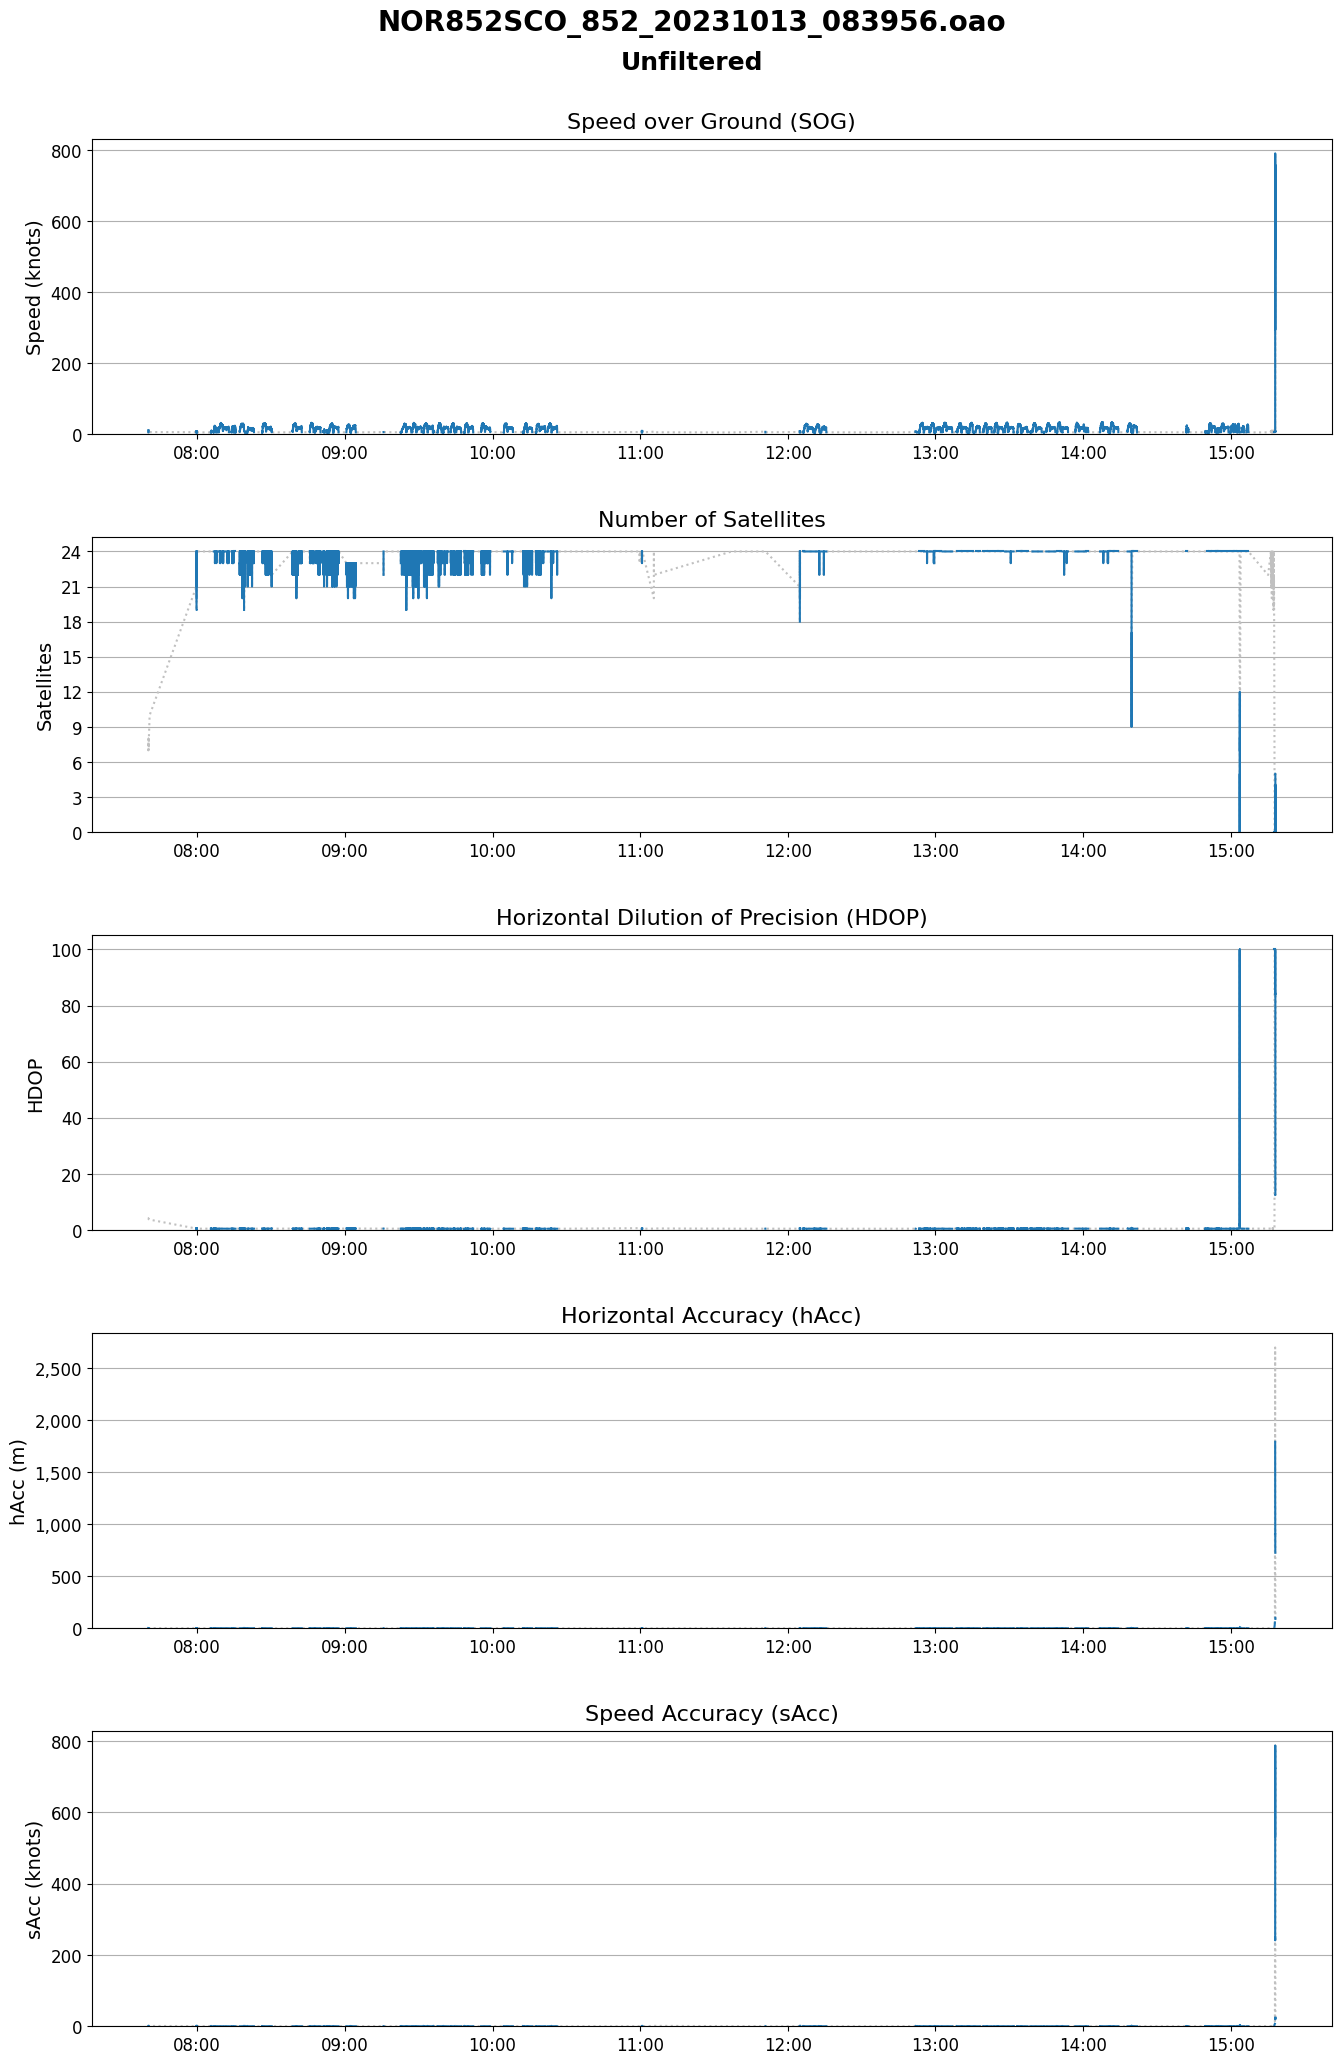 NOR852SCO_852_20231013_083956.oao
Unfiltered
Speed over Ground (SOG)
Speed (knots)
800
600
400
200
0
08:00 09:00 10:00 11:00 12:00 13:00 14:00 15:00
Number of Satellites
Satellites
24
21
18
15
12
9
6
3
0
08:00 09:00 10:00 11:00 12:00 13:00 14:00 15:00
Horizontal Dilution of Precision (HDOP)
HDOP
100
80
60
40
20
0
08:00 09:00 10:00 11:00 12:00 13:00 14:00 15:00
Horizontal Accuracy (hAcc)
hAcc (m)
2,500
2,000
1,500
1,000
500
0
08:00 09:00 10:00 11:00 12:00 13:00 14:00 15:00
Speed Accuracy (sAcc)
sAcc (knots)
800
600
400
200
0
08:00 09:00 10:00 11:00 12:00 13:00 14:00 15:00